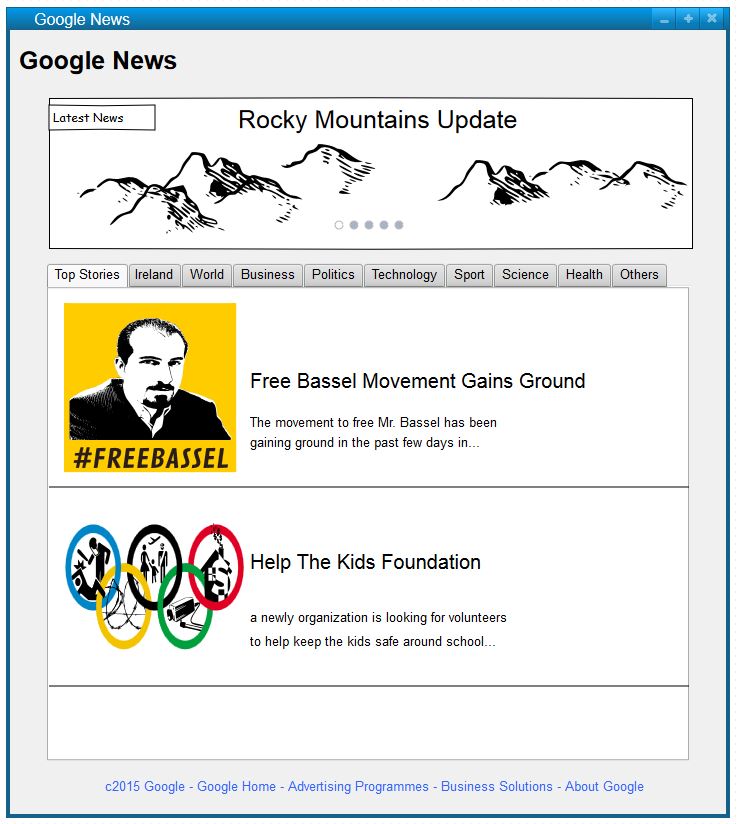 Google News
Google News
Latest News
Rocky Mountains Update
Top Stories Ireland World Business Politics Technology Sport Science Health Others
#FREEBASSEL
Free Bassel Movement Gains Ground
The movement to free Mr. Bassel has been
gaining ground in the past few days in...
Help The Kids Foundation
a newly organization is looking for volunteers
to help keep the kids safe around school...
c2015 Google - Google Home - Advertising Programmes - Business Solutions - About Google